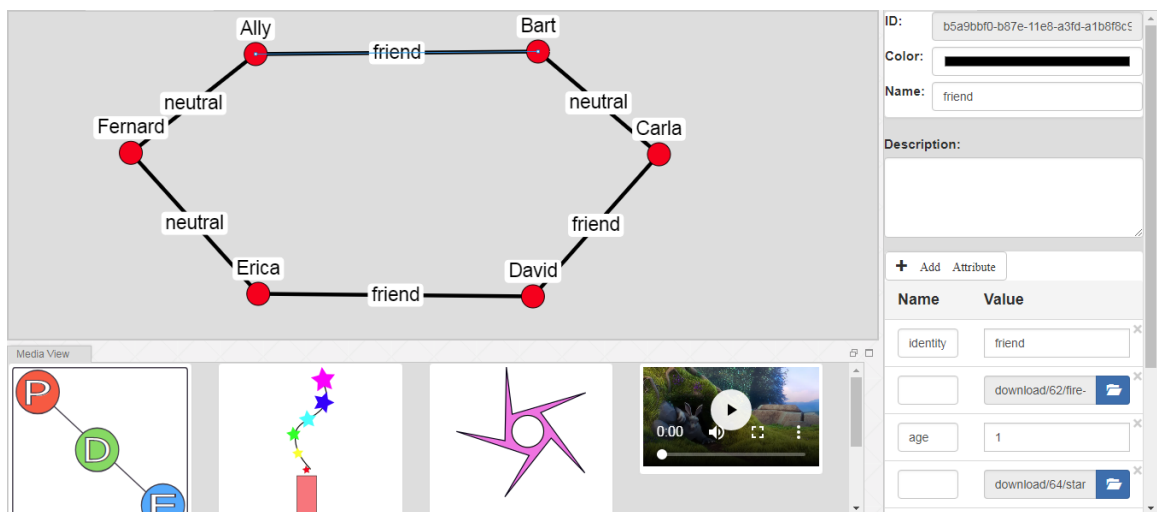 Ally
Bart
friend
neutral
neutral
Fernard
Carla
neutral
friend
Erica
David
friend
Media View
P
D
E
0:00
ID:
b5a9bbf0-b87e-11e8-a3fd-a1b8f8c9
Color:
Name:
friend
Description:
+ Add Attribute
Name Value
identity friend
download/62/fire-
age 1
download/64/star